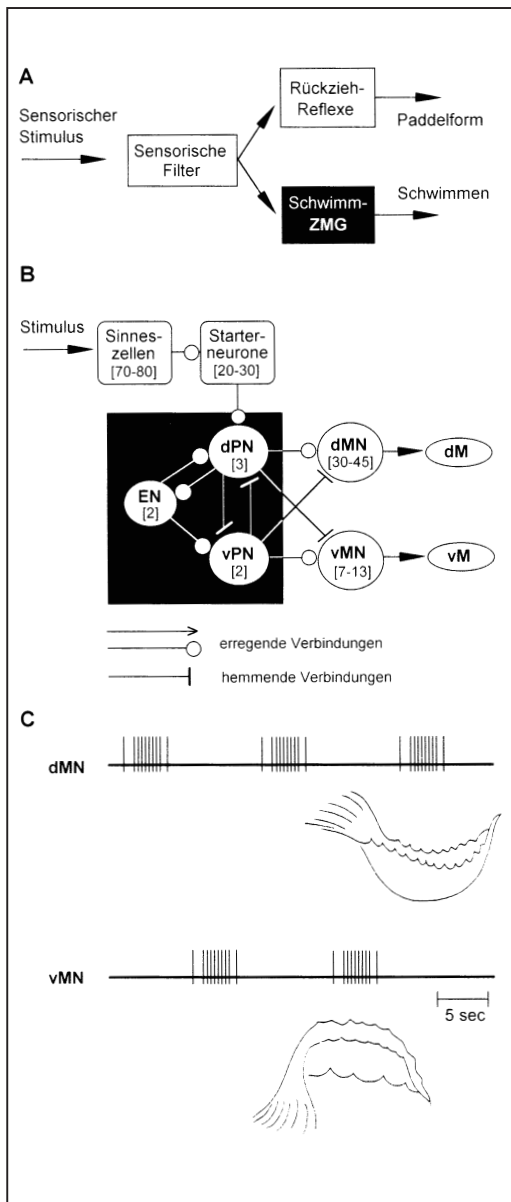 A
Sensorischer
Stimulus
Sensorische
Filter
Rückzieh-
Reflexe
Paddelform
Schwimm-
ZMG
Schwimmen
B
Stimulus
Sinnes-
zellen
[70-80]
Starter-
neurone
[20-30]
dPN
[3]
dMN
[30-45]
dM
EN
[2]
vPN
[2]
vMN
[7-13]
vM
erregende Verbindungen
hemmende Verbindungen
C
dMN
vMN
5 sec